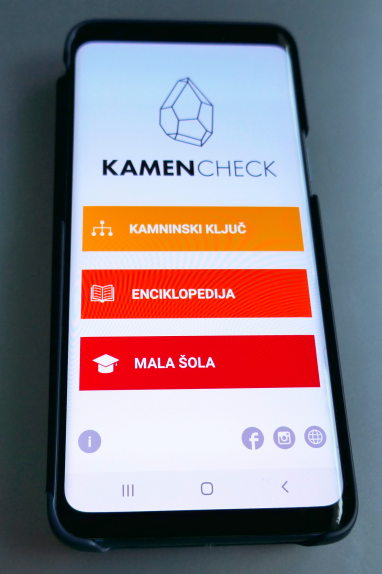 KAMENCHECK
KAMNINSKI KLJUČ
ENCIKLOPEDIJA
MALA ŠOLA